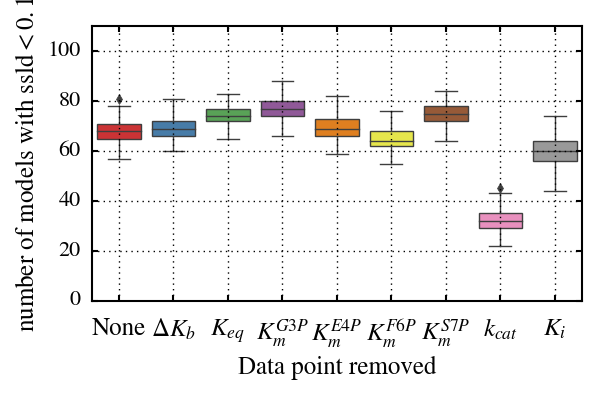 number of models with ssld < 0.1
100
80
60
40
20
0
None ΔK_b K_eq K_m^G3P K_m^E4P K_m^F6P K_m^S7P k_cat K_i
Data point removed